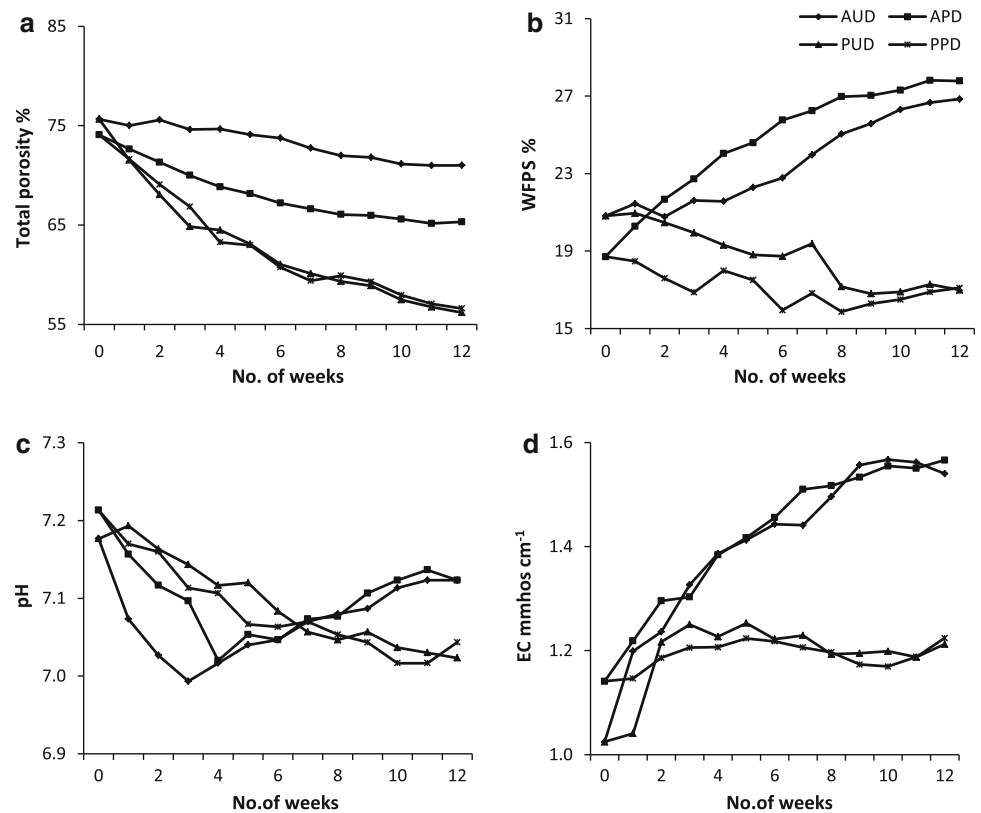 a
85
75
65
55
Total porosity %
0 2 4 6 8 10 12
No. of weeks
b
31
27
23
19
15
WFPS %
AUD APD
PUD PPD
0 2 4 6 8 10 12
No. of weeks
c
7.3
7.2
7.1
7.0
6.9
pH
0 2 4 6 8 10 12
No.of weeks
d
1.6
1.4
1.2
1.0
EC mmhos cm-1
0 2 4 6 8 10 12
No.of weeks